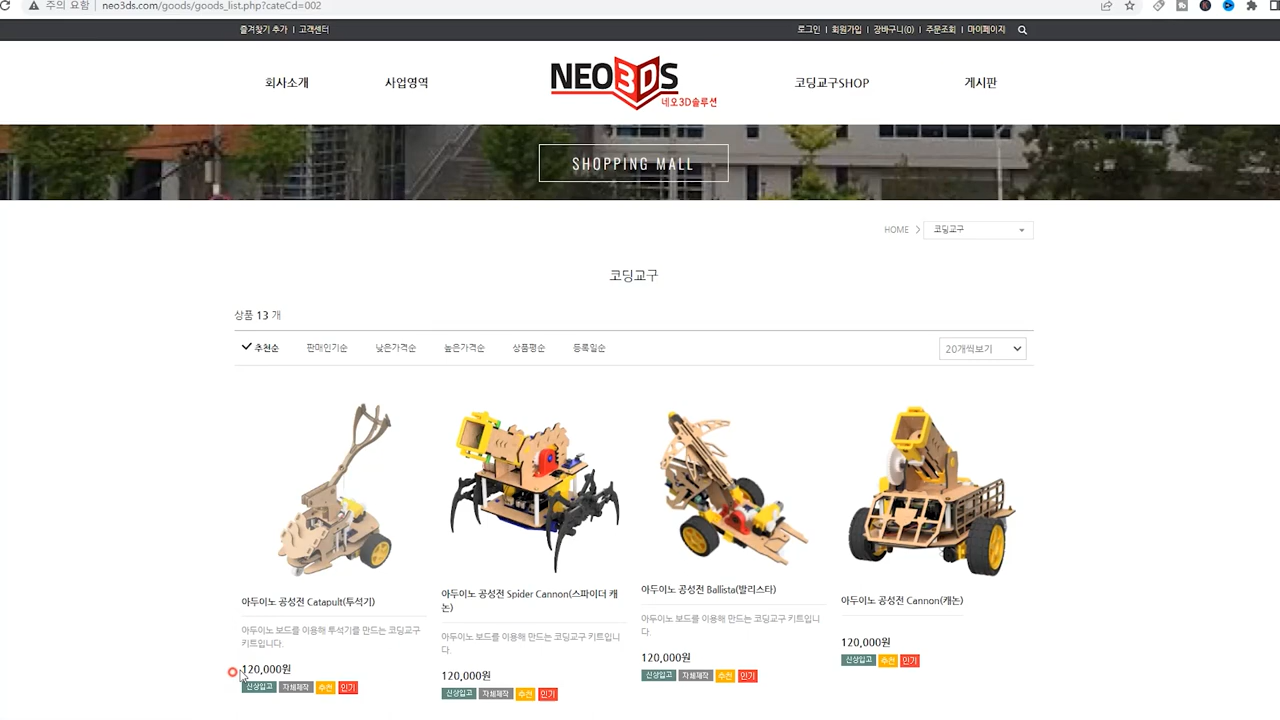 주의 요함 | neo3ds.com/goods/goods_list.php?cateCd=002
즐겨찾기 추가 | 고객센터
로그인 | 회원가입 | 장바구니(0) | 주문조회 | 마이페이지
회사소개
사업영역
NEO3DS
네오3D솔루션
코딩교구SHOP
게시판
SHOPPING MALL
HOME > 코딩교구
코딩교구
상품 13 개
추천순 판매인기순 낮은가격순 높은가격순 상품평순 등록일순
20개씩보기
아두이노 공성전 Catapult(투석기)
아두이노 보드를 이용해 투석기를 만드는 코딩교구
키트입니다.
120,000원
신상입고 자체제작 추천 인기
아두이노 공성전 Spider Cannon(스파이더 캐
논)
아두이노 보드를 이용해 만드는 코딩교구 키트입니
다.
120,000원
신상입고 자체제작 추천 인기
아두이노 공성전 Ballista(발리스타)
아두이노 보드를 이용해 만드는 코딩교구 키트입니
다.
120,000원
신상입고 자체제작 추천 인기
아두이노 공성전 Cannon(캐논)
120,000원
신상입고 추천 인기